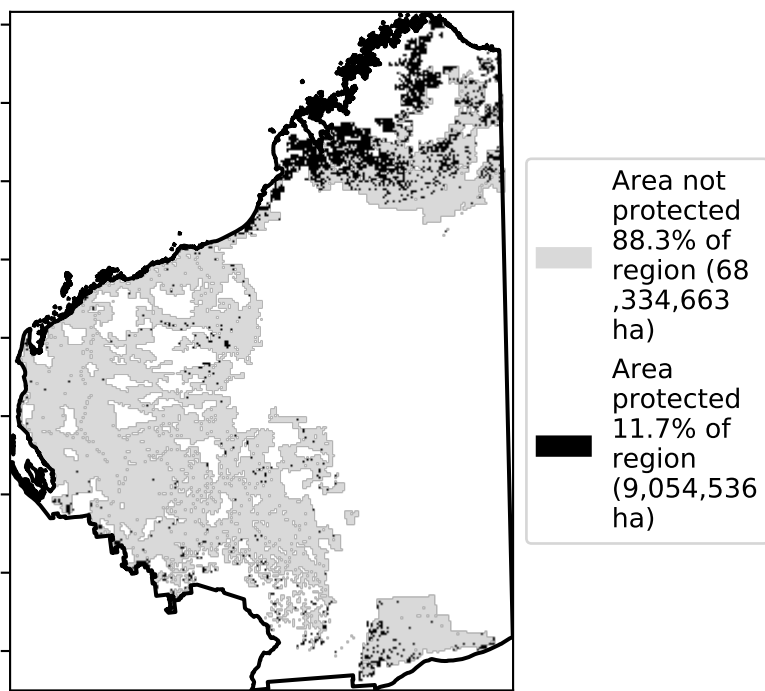 Area not
protected
88.3% of
region (68
,334,663
ha)
Area
protected
11.7% of
region
(9,054,536
ha)